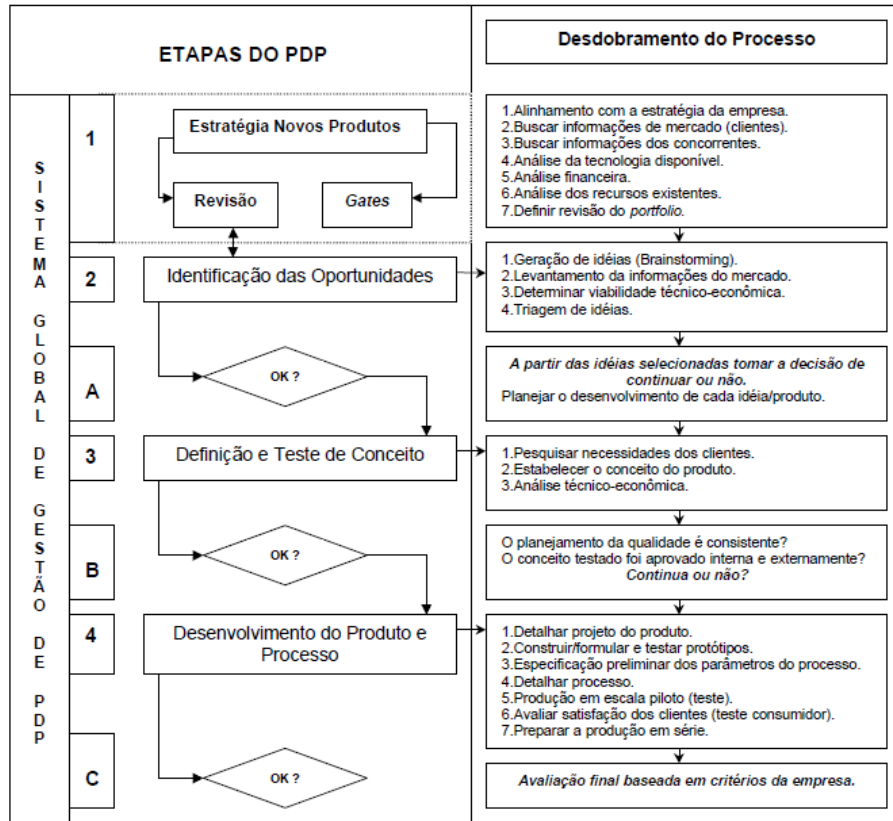 ETAPAS DO PDP
Desdobramento do Processo
SISTEMA GLOBAL DE GESTÃO DE PDP
1
Estratégia Novos Produtos
Revisão
Gates
1.Alinhamento com a estratégia da empresa.
2.Buscar informações de mercado (clientes).
3.Buscar informações dos concorrentes.
4.Análise da tecnologia disponível.
5.Análise financeira.
6.Análise dos recursos existentes.
7.Definir revisão do portfolio.
2
Identificação das Oportunidades
1.Geração de idéias (Brainstorming).
2.Levantamento da informações do mercado.
3.Determinar viabilidade técnico-econômica.
4.Triagem de idéias.
A
OK ?
A partir das idéias selecionadas tomar a decisão de
continuar ou não.
Planejar o desenvolvimento de cada idéia/produto.
3
Definição e Teste de Conceito
1.Pesquisar necessidades dos clientes.
2.Estabelecer o conceito do produto.
3.Análise técnico-econômica.
B
OK ?
O planejamento da qualidade é consistente?
O conceito testado foi aprovado interna e externamente?
Continua ou não?
4
Desenvolvimento do Produto e
Processo
1.Detalhar projeto do produto.
2.Construir/formular e testar protótipos.
3.Especificação preliminar dos parâmetros do processo.
4.Detalhar processo.
5.Produção em escala piloto (teste).
6.Avaliar satisfação dos clientes (teste consumidor).
7.Preparar a produção em série.
C
OK ?
Avaliação final baseada em critérios da empresa.